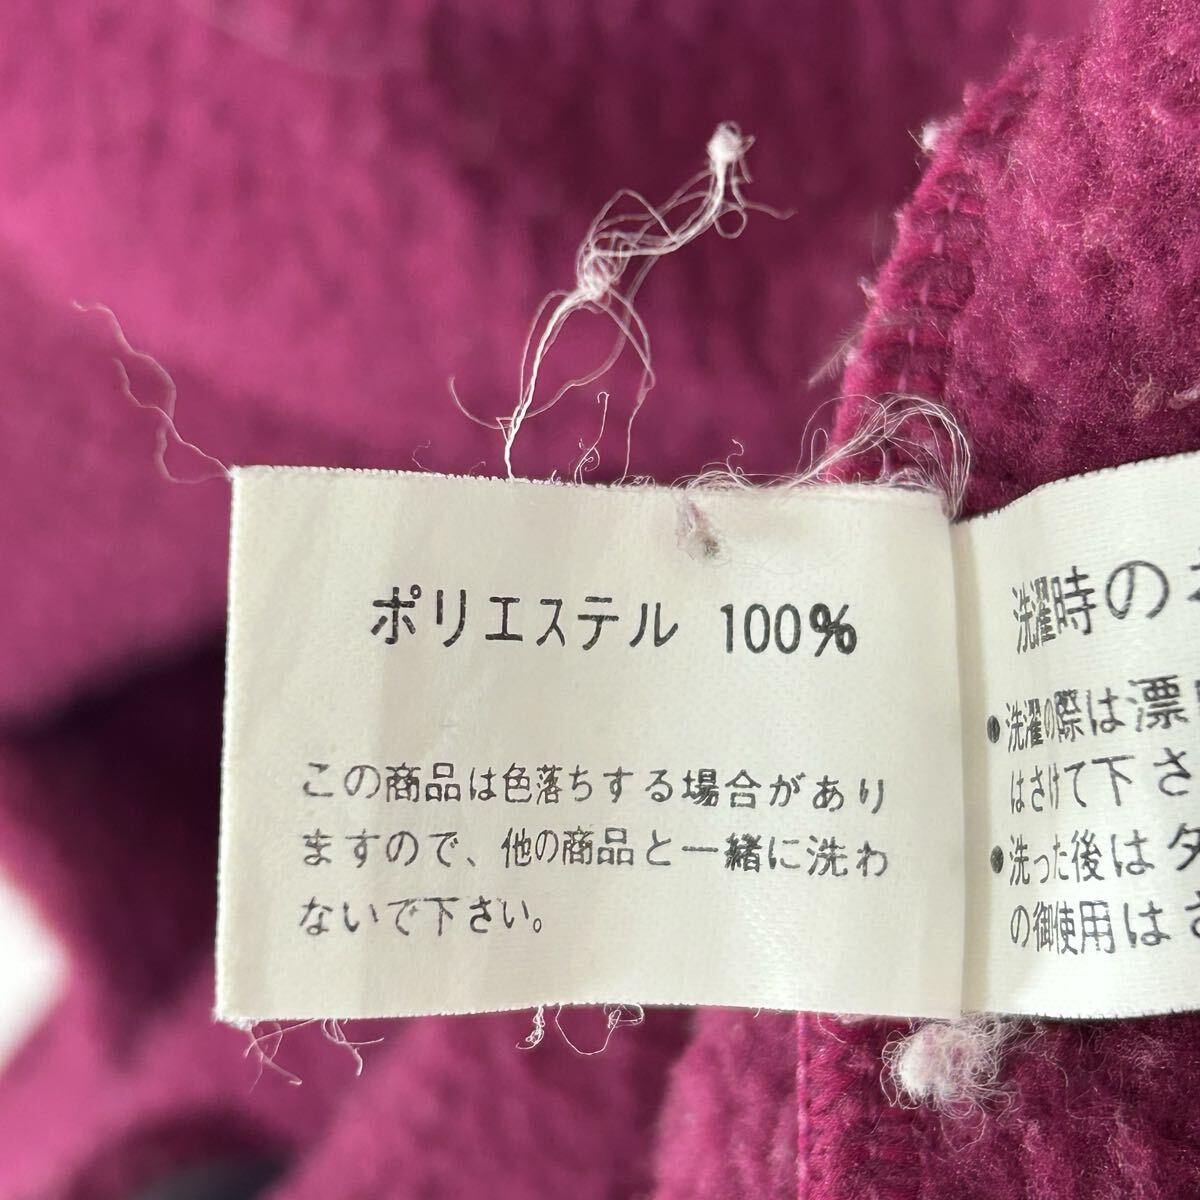 ポリエステル 100%
この商品は色落ちする場合があり
ますので、他の商品と一緒に洗わ
ないで下さい。
洗濯時の
•洗濯の際は漂
はさけて下さ
•洗った後は
の御使用はさ